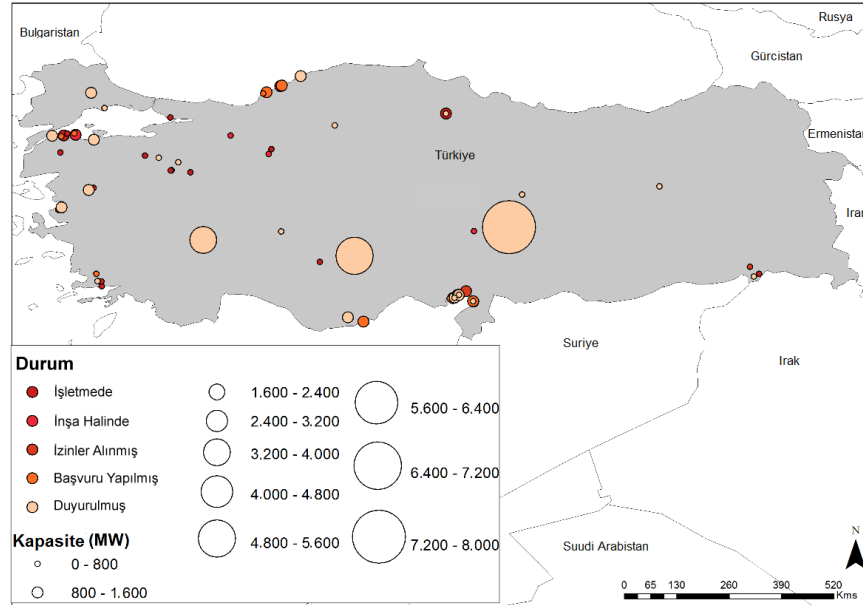 Rusya
Bulgaristan
Gürcistan
Ermenistan
Türkiye
Iran
Suriye
Irak
Suudi Arabistan
Durum
İşletmede
İnşa Halinde
İzinler Alınmış
Başvuru Yapılmış
Duyurulmuş
Kapasite (MW)
0 - 800
800 - 1.600
1.600 - 2.400
2.400 - 3.200
3.200 - 4.000
4.000 - 4.800
4.800 - 5.600
5.600 - 6.400
6.400 - 7.200
7.200 - 8.000
N
0 65 130 260 390 520
Kms